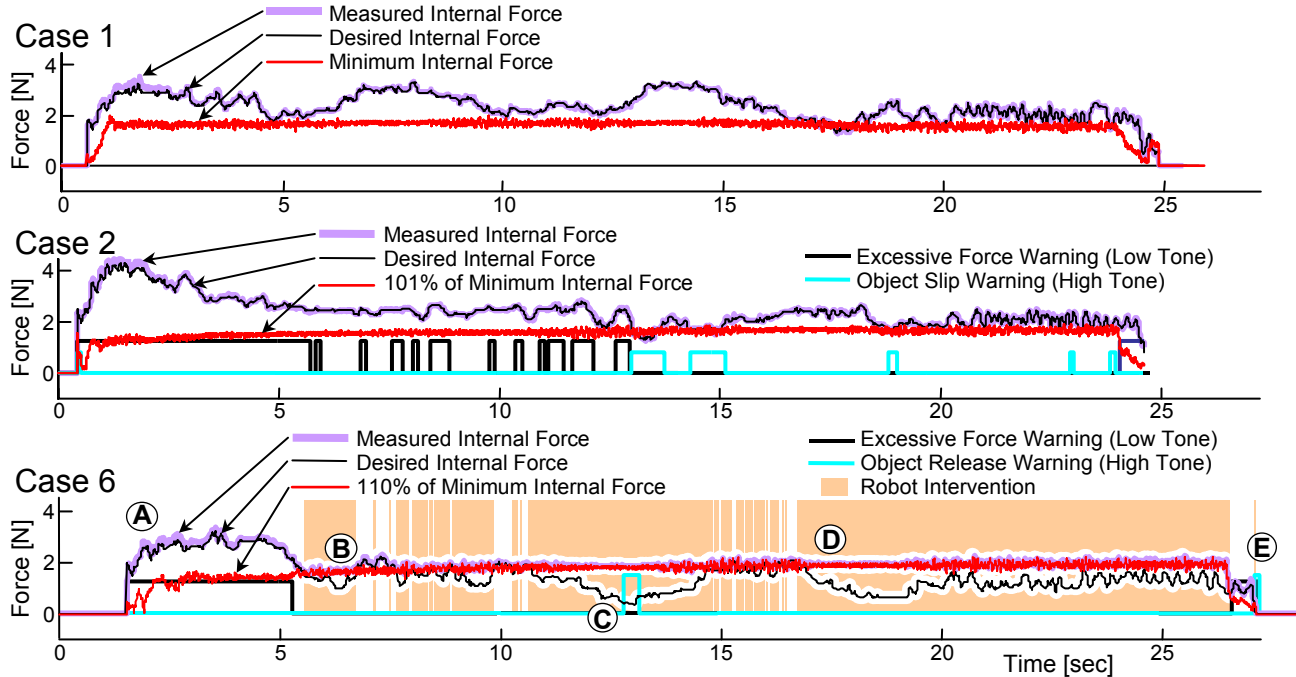 Case 1
Measured Internal Force
Desired Internal Force
Minimum Internal Force
Force [N]
4
2
0
0 5 10 15 20 25
Case 2
Measured Internal Force
Desired Internal Force
101% of Minimum Internal Force
Excessive Force Warning (Low Tone)
Object Slip Warning (High Tone)
Force [N]
4
2
0
0 5 10 15 20 25
Case 6
Measured Internal Force
Desired Internal Force
110% of Minimum Internal Force
Excessive Force Warning (Low Tone)
Object Release Warning (High Tone)
Robot Intervention
Force [N]
4
2
0
A
B
C
D
E
0 5 10 15 20 25
Time [sec]